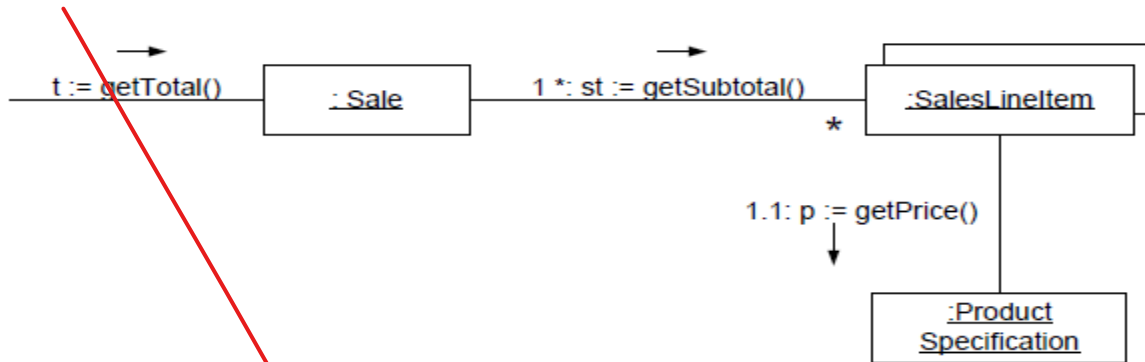 t := getTotal()
: Sale
1 *: st := getSubtotal()
:SalesLineItem
*
1.1: p := getPrice()
:Product
Specification